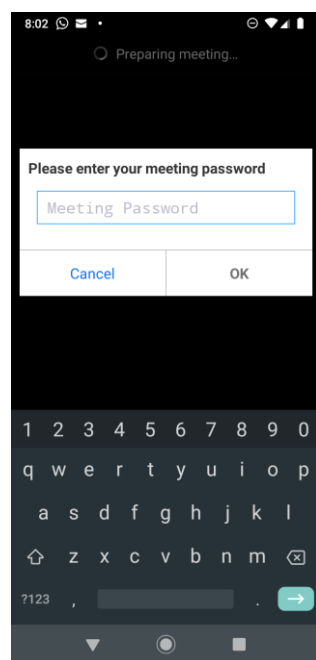 8:02
Preparing meeting...
Please enter your meeting password
Meeting Password
Cancel OK
1 2 3 4 5 6 7 8 9 0
q w e r t y u i o p
a s d f g h j k l
z x c v b n m
?123 , .